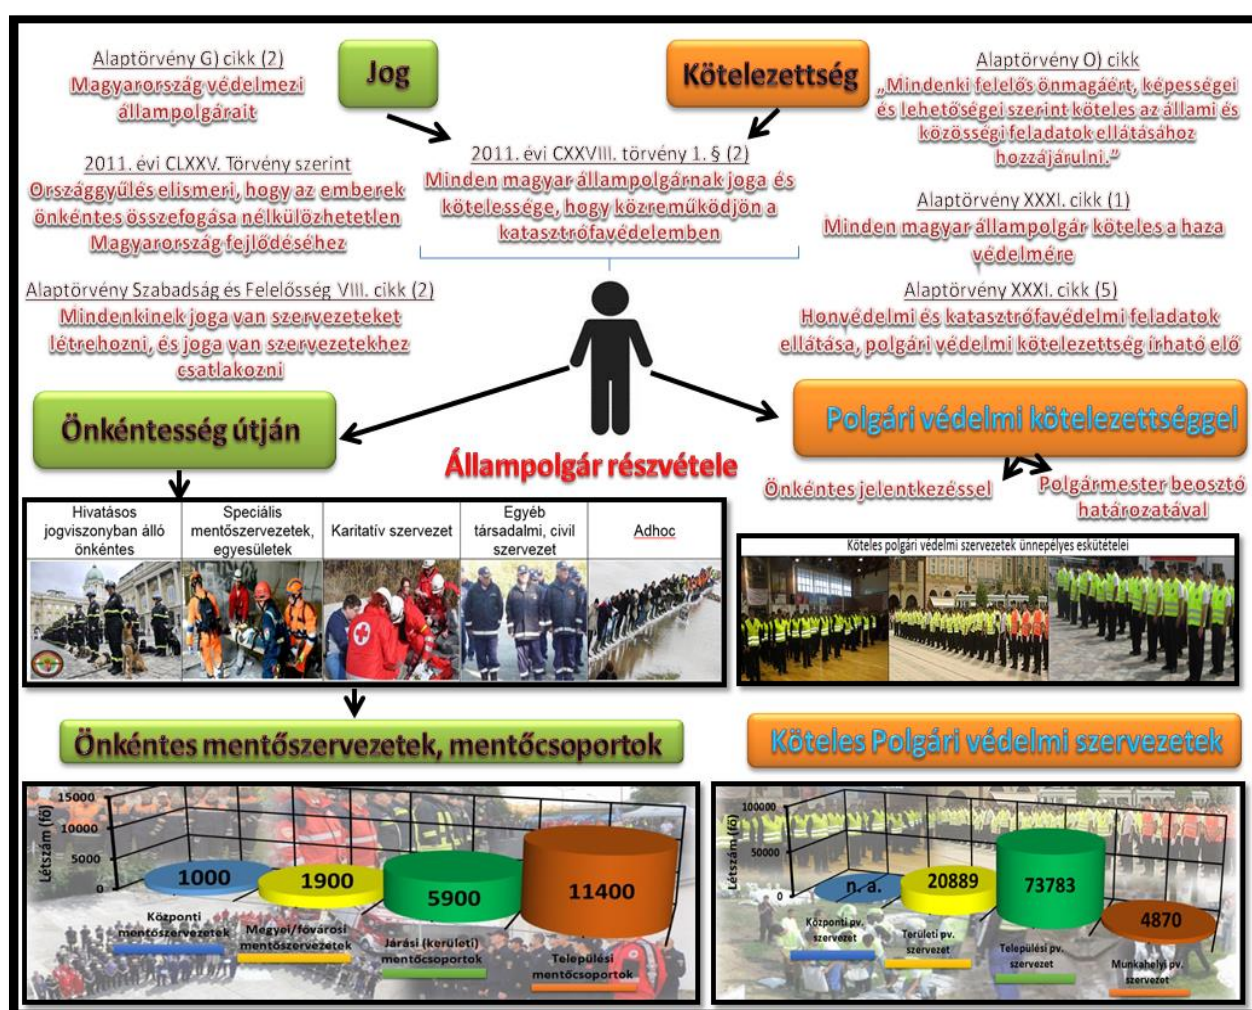 Jog
Kötelezettség
Alaptörvény G) cikk (2)
Magyarország védelmezi
állampolgárait
2011. évi CLXXV. Törvény szerint
Országgyűlés elismeri, hogy az emberek
önkéntes összefogása nélkülözhetetlen
Magyarország fejlődéséhez
Alaptörvény Szabadság és Felelősség VIII. cikk (2)
Mindenkinek joga van szervezeteket
létrehozni, és joga van szervezetekhez
csatlakozni
2011. évi CXXVIII. törvény 1. § (2)
Minden magyar állampolgárnak joga és
kötelessége, hogy közreműködjön a
katasztrófavédelemben
Alaptörvény O) cikk
„Mindenki felelős önmagáért, képességei
és lehetőségei szerint köteles az állami és
közösségi feladatok ellátásához
hozzájárulni.”
Alaptörvény XXXI. cikk (1)
Minden magyar állampolgár köteles a haza
védelmére
Alaptörvény XXXI. cikk (5)
Honvédelmi és katasztrófavédelmi feladatok
ellátása, polgári védelmi kötelezettség írható elő
Önkéntesség útján
Állampolgár részvétele
Polgári védelmi kötelezettséggel
Önkéntes jelentkezéssel
Polgármester beosztó
határozatával
Hivatásos
jogviszonyban álló
önkéntes
Speciális
mentőszervezetek,
egyesületek
Karitatív szervezet
Egyéb
társadalmi, civil
szervezet
Adhoc
Köteles polgári védelmi szervezetek ünnepélyes eskütételei
Önkéntes mentőszervezetek, mentőcsoportok
Köteles Polgári védelmi szervezetek
Létszám (fő)
15000
10000
5000
0
1000
1900
5900
11400
Központi
mentőszervezetek
Megyei/fővárosi
mentőszervezetek
Járási (kerületi)
mentőcsoportok
Települési
mentőcsoportok
Létszám (fő)
100000
50000
0
n. a.
20889
73783
4870
Központi pv.
szervezet
Területi pv.
szervezet
Települési pv.
szervezet
Munkahelyi pv.
szervezet